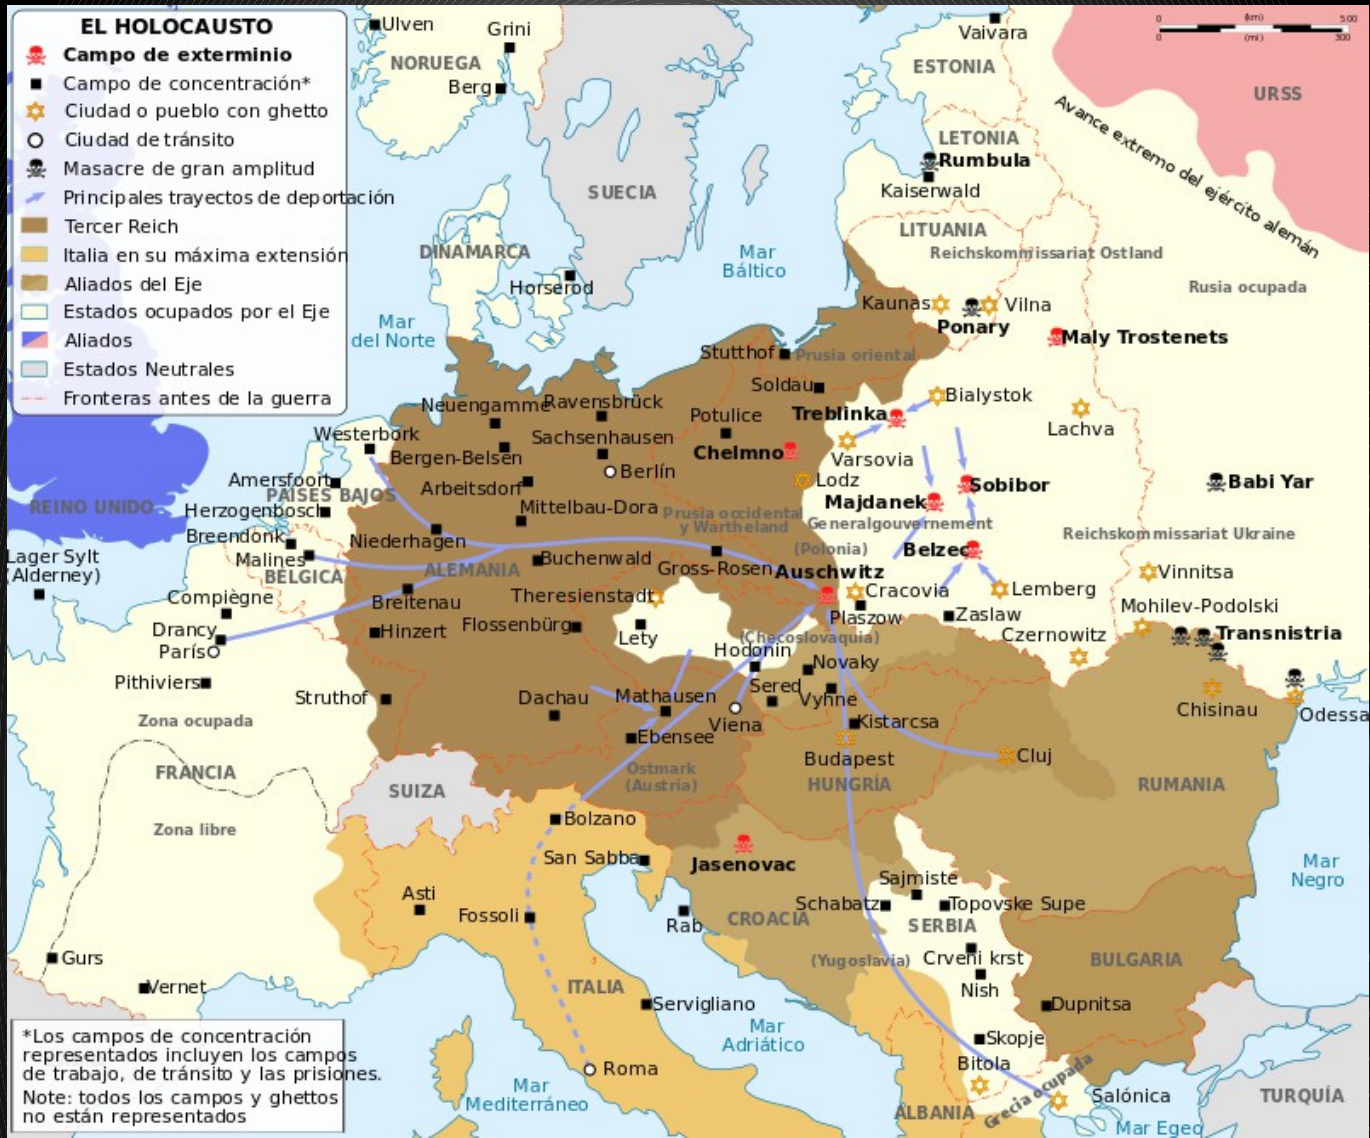 EL HOLOCAUSTO
Campo de exterminio
Campo de concentración*
Ciudad o pueblo con ghetto
Ciudad de tránsito
Masacre de gran amplitud
Principales trayectos de deportación
Tercer Reich
Italia en su máxima extensión
Aliados del Eje
Estados ocupados por el Eje
Aliados
Estados Neutrales
Fronteras antes de la guerra
Ulven
Grini
NORUEGA
Berg
SUECIA
Vaivara
ESTONIA
0 (km) 500
0 (mi) 300
URSS
Avance extremo del ejército alemán
LETONIA
Rumbula
Kaiserwald
LITUANIA
Reichskommissariat Ostland
Rusia ocupada
DINAMARCA
Horserod
Mar
Báltico
Mar
del Norte
Kaunas
Vilna
Ponary
Maly Trostenets
Stutthof
Prusia oriental
Soldau
Bialystok
Treblinka
Lachva
Neuengamme
Ravensbrück
Potulice
Westerbork
Sachsenhausen
Bergen-Belsen
Chelmno
Varsovia
Berlín
Amersfoort
Arbeitsdorf
Lodz
Sobibor
Babi Yar
PAÍSES BAJOS
REINO UNIDO
Herzogenbosch
Mittelbau-Dora
Majdanek
Prusia occidental
y Wartheland
Generalgouvernement
(Polonia)
Reichskommissariat Ukraine
Breendonk
Niederhagen
Belzec
Malines
Buchenwald
Gross-Rosen
Auschwitz
Lager Sylt
(Alderney)
BÉLGICA
ALEMANIA
Vinnitsa
Compiègne
Breitenau
Theresienstadt
Cracovia
Lemberg
Mohilev-Podolski
Plaszow
Zaslaw
Drancy
Hinzert
Flossenbürg
Lety
(Checoslovaquia)
Czernowitz
Transnistria
París
Hodonin
Novaky
Pithiviers
Struthof
Dachau
Mathausen
Sered
Vyhne
Chisinau
Odessa
Zona ocupada
Viena
Kistarcsa
Ebensee
Budapest
Cluj
FRANCIA
SUIZA
Ostmark
(Austria)
HUNGRÍA
RUMANIA
Zona libre
Bolzano
San Sabba
Jasenovac
Mar
Negro
Asti
Fossoli
Rab
CROACIA
Sajmiste
Schabatz
Topovske Supe
SERBIA
Gurs
(Yugoslavia)
Crveni krst
BULGARIA
Vernet
ITALIA
Nish
Servigliano
Dupnitsa
Mar
Adriático
Skopje
Bitola
Roma
Mar
Mediterráneo
ALBANIA
Grecia ocupada
Salónica
TURQUÍA
Mar Egeo
*Los campos de concentración
representados incluyen los campos
de trabajo, de tránsito y las prisiones.
Note: todos los campos y ghettos
no están representados